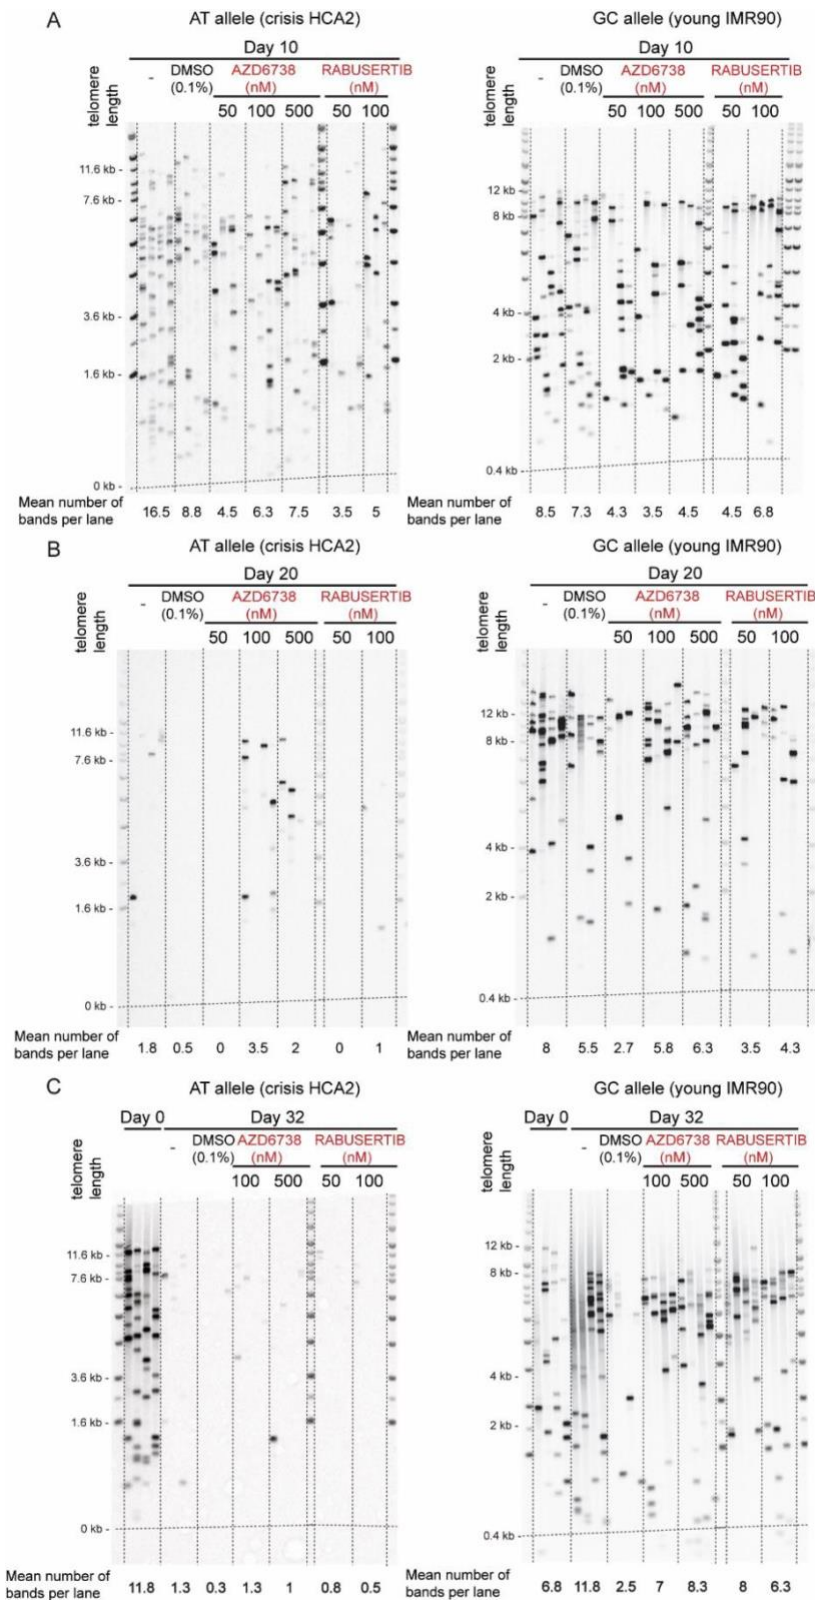 A
AT allele (crisis HCA2)
GC allele (young IMR90)
Day 10
Day 10
telomere length
-
DMSO (0.1%)
AZD6738 (nM)
RABUSERTIB (nM)
50 100 500 50 100
telomere length
-
DMSO (0.1%)
AZD6738 (nM)
RABUSERTIB (nM)
50 100 500 50 100
11.6 kb -
7.6 kb -
3.6 kb -
1.6 kb -
0 kb -
12 kb -
8 kb -
4 kb -
2 kb -
0.4 kb -
Mean number of
bands per lane 16.5 8.8 4.5 6.3 7.5 3.5 5
Mean number of
bands per lane 8.5 7.3 4.3 3.5 4.5 4.5 6.8
B
AT allele (crisis HCA2)
GC allele (young IMR90)
Day 20
Day 20
telomere length
-
DMSO (0.1%)
AZD6738 (nM)
RABUSERTIB (nM)
50 100 500 50 100
telomere length
-
DMSO (0.1%)
AZD6738 (nM)
RABUSERTIB (nM)
50 100 500 50 100
11.6 kb -
7.6 kb -
3.6 kb -
1.6 kb -
0 kb -
12 kb -
8 kb -
4 kb -
2 kb -
0.4 kb -
Mean number of
bands per lane 1.8 0.5 0 3.5 2 0 1
Mean number of
bands per lane 8 5.5 2.7 5.8 6.3 3.5 4.3
C
AT allele (crisis HCA2)
GC allele (young IMR90)
Day 0 Day 32
Day 0 Day 32
telomere length
-
DMSO (0.1%)
AZD6738 (nM)
RABUSERTIB (nM)
100 500 50 100
telomere length
-
DMSO (0.1%)
AZD6738 (nM)
RABUSERTIB (nM)
100 500 50 100
11.6 kb -
7.6 kb -
3.6 kb -
1.6 kb -
0 kb -
12 kb -
8 kb -
4 kb -
2 kb -
0.4 kb -
Mean number of
bands per lane 11.8 1.3 0.3 1.3 1 0.8 0.5
Mean number of
bands per lane 6.8 11.8 2.5 7 8.3 8 6.3